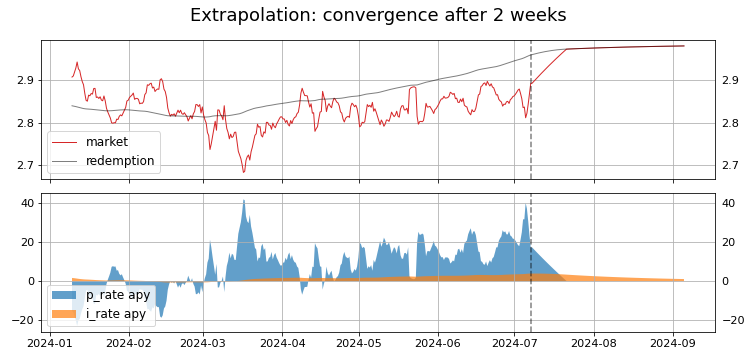 Extrapolation: convergence after 2 weeks
2.9 2.9
2.8 2.8
market
redemption
2.7 2.7
40 40
20 20
0 0
p_rate apy
i_rate apy
−20 −20
2024-01 2024-02 2024-03 2024-04 2024-05 2024-06 2024-07 2024-08 2024-09